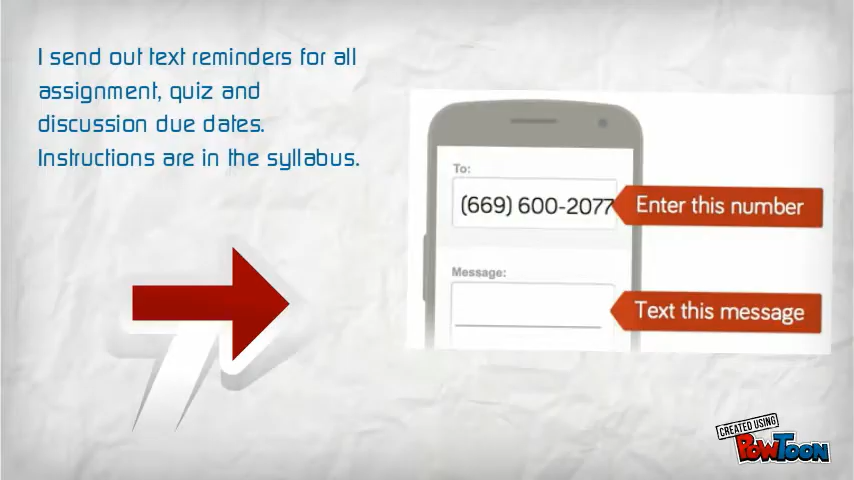 I send out text reminders for all
assignment, quiz and
discussion due dates.
Instructions are in the syllabus.
To:
(669) 600-2077
Enter this number
Message:
Text this message
CREATED USING
POWTOON